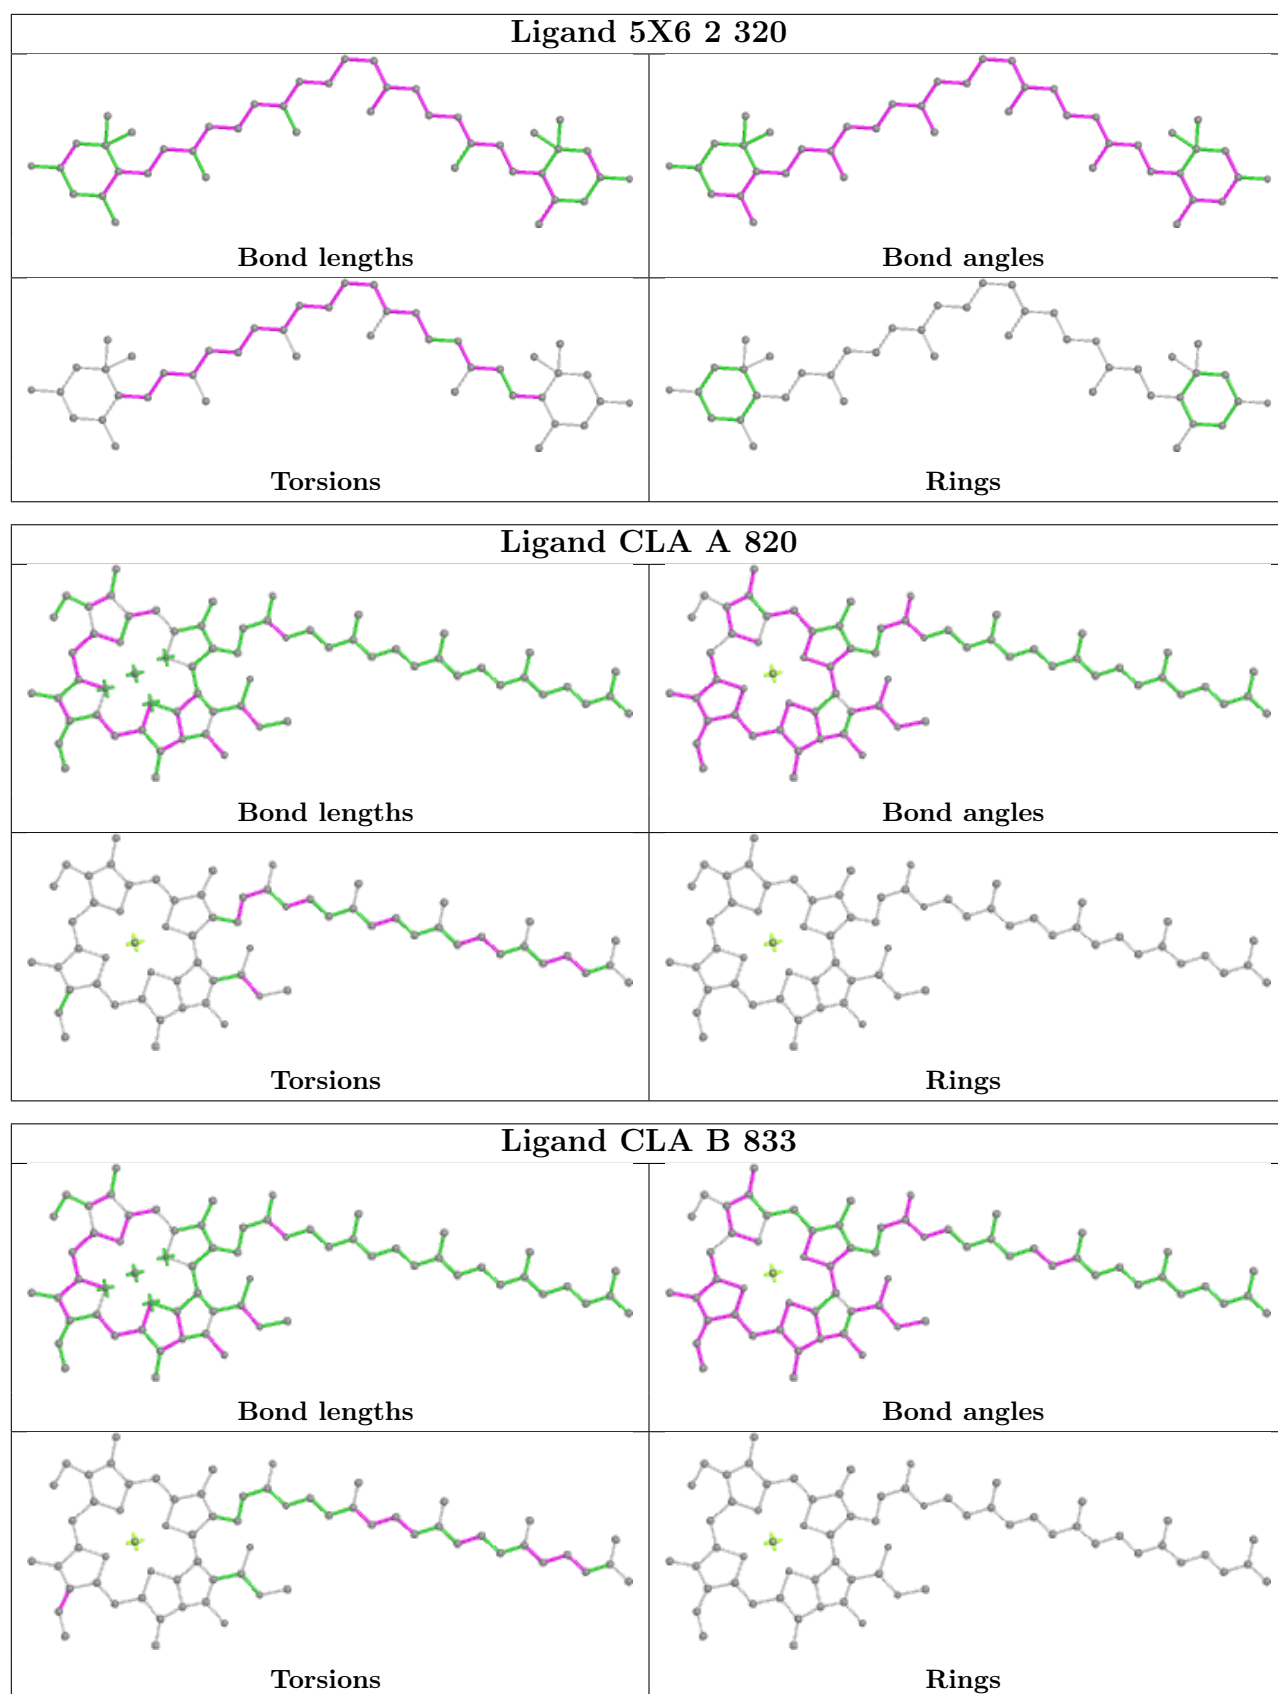 Ligand 5X6 2 320
Bond lengths
Bond angles
Torsions
Rings
Ligand CLA A 820
Bond lengths
Bond angles
Torsions
Rings
Ligand CLA B 833
Bond lengths
Bond angles
Torsions
Rings